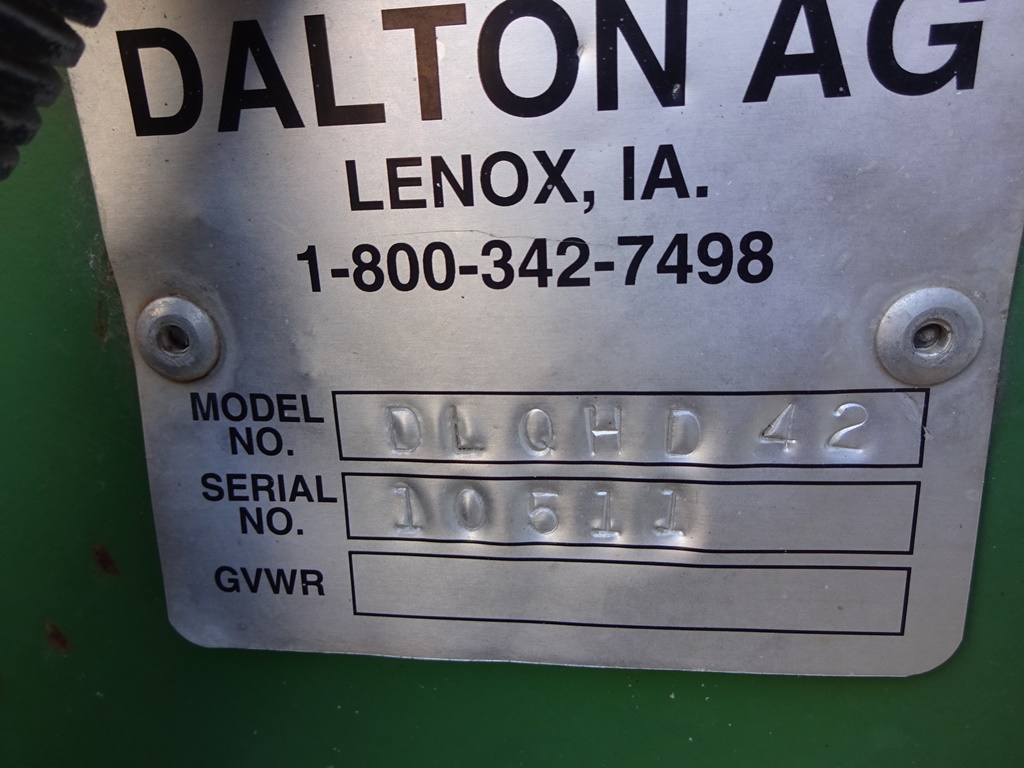 DALTON AG
LENOX, IA.
1-800-342-7498
MODEL NO. DLQHD 42
SERIAL NO. 10511
GVWR